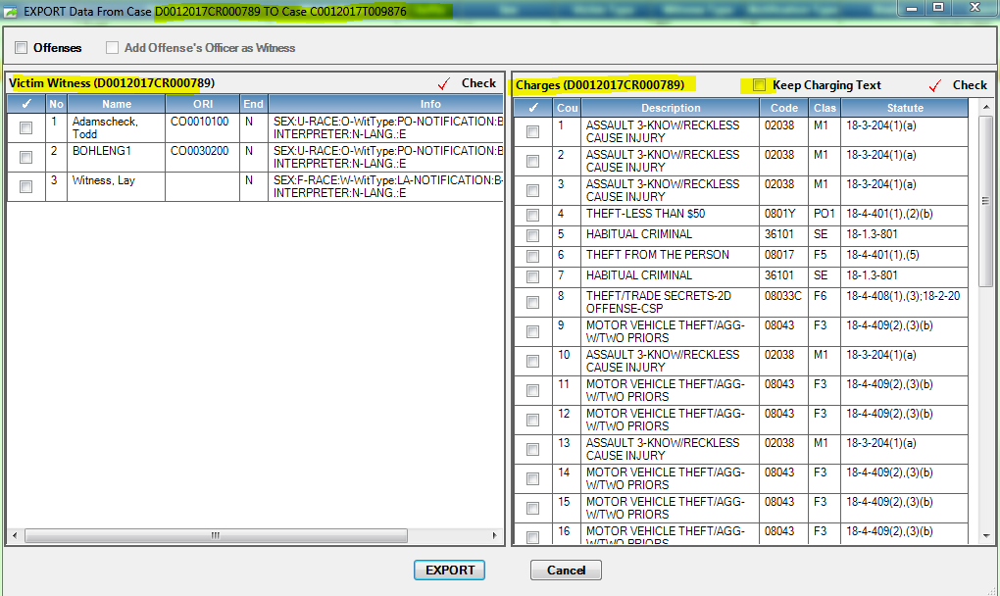 EXPORT Data From Case D0012017CR000789 TO Case C0012017T009876
Offenses Add Offense's Officer as Witness
Victim Witness (D0012017CR000789) Check
✓ No Name ORI End Info
1 Adamscheck, Todd CO0010100 N SEX:U-RACE:O-WitType:PO-NOTIFICATION:B
INTERPRETER:N-LANG.:E
2 BOHLENG1 CO0030200 N SEX:U-RACE:O-WitType:PO-NOTIFICATION:B
INTERPRETER:N-LANG.:E
3 Witness, Lay N SEX:F-RACE:W-WitType:LA-NOTIFICATION:B-
INTERPRETER:N-LANG.:E
Charges (D0012017CR000789) Keep Charging Text Check
✓ Cou Description Code Clas Statute
1 ASSAULT 3-KNOW/RECKLESS 02038 M1 18-3-204(1)(a)
CAUSE INJURY
2 ASSAULT 3-KNOW/RECKLESS 02038 M1 18-3-204(1)(a)
CAUSE INJURY
3 ASSAULT 3-KNOW/RECKLESS 02038 M1 18-3-204(1)(a)
CAUSE INJURY
4 THEFT-LESS THAN $50 0801Y PO1 18-4-401(1),(2)(b)
5 HABITUAL CRIMINAL 36101 SE 18-1.3-801
6 THEFT FROM THE PERSON 08017 F5 18-4-401(1),(5)
7 HABITUAL CRIMINAL 36101 SE 18-1.3-801
8 THEFT/TRADE SECRETS-2D 08033C F6 18-4-408(1),(3);18-2-20
OFFENSE-CSP
9 MOTOR VEHICLE THEFT/AGG- 08043 F3 18-4-409(2),(3)(b)
W/TWO PRIORS
10 ASSAULT 3-KNOW/RECKLESS 02038 M1 18-3-204(1)(a)
CAUSE INJURY
11 MOTOR VEHICLE THEFT/AGG- 08043 F3 18-4-409(2),(3)(b)
W/TWO PRIORS
12 MOTOR VEHICLE THEFT/AGG- 08043 F3 18-4-409(2),(3)(b)
W/TWO PRIORS
13 ASSAULT 3-KNOW/RECKLESS 02038 M1 18-3-204(1)(a)
CAUSE INJURY
14 MOTOR VEHICLE THEFT/AGG- 08043 F3 18-4-409(2),(3)(b)
W/TWO PRIORS
15 MOTOR VEHICLE THEFT/AGG- 08043 F3 18-4-409(2),(3)(b)
W/TWO PRIORS
16 MOTOR VEHICLE THEFT/AGG- 08043 F3 18-4-409(2),(3)(b)
W/TWO PRIORS
EXPORT Cancel